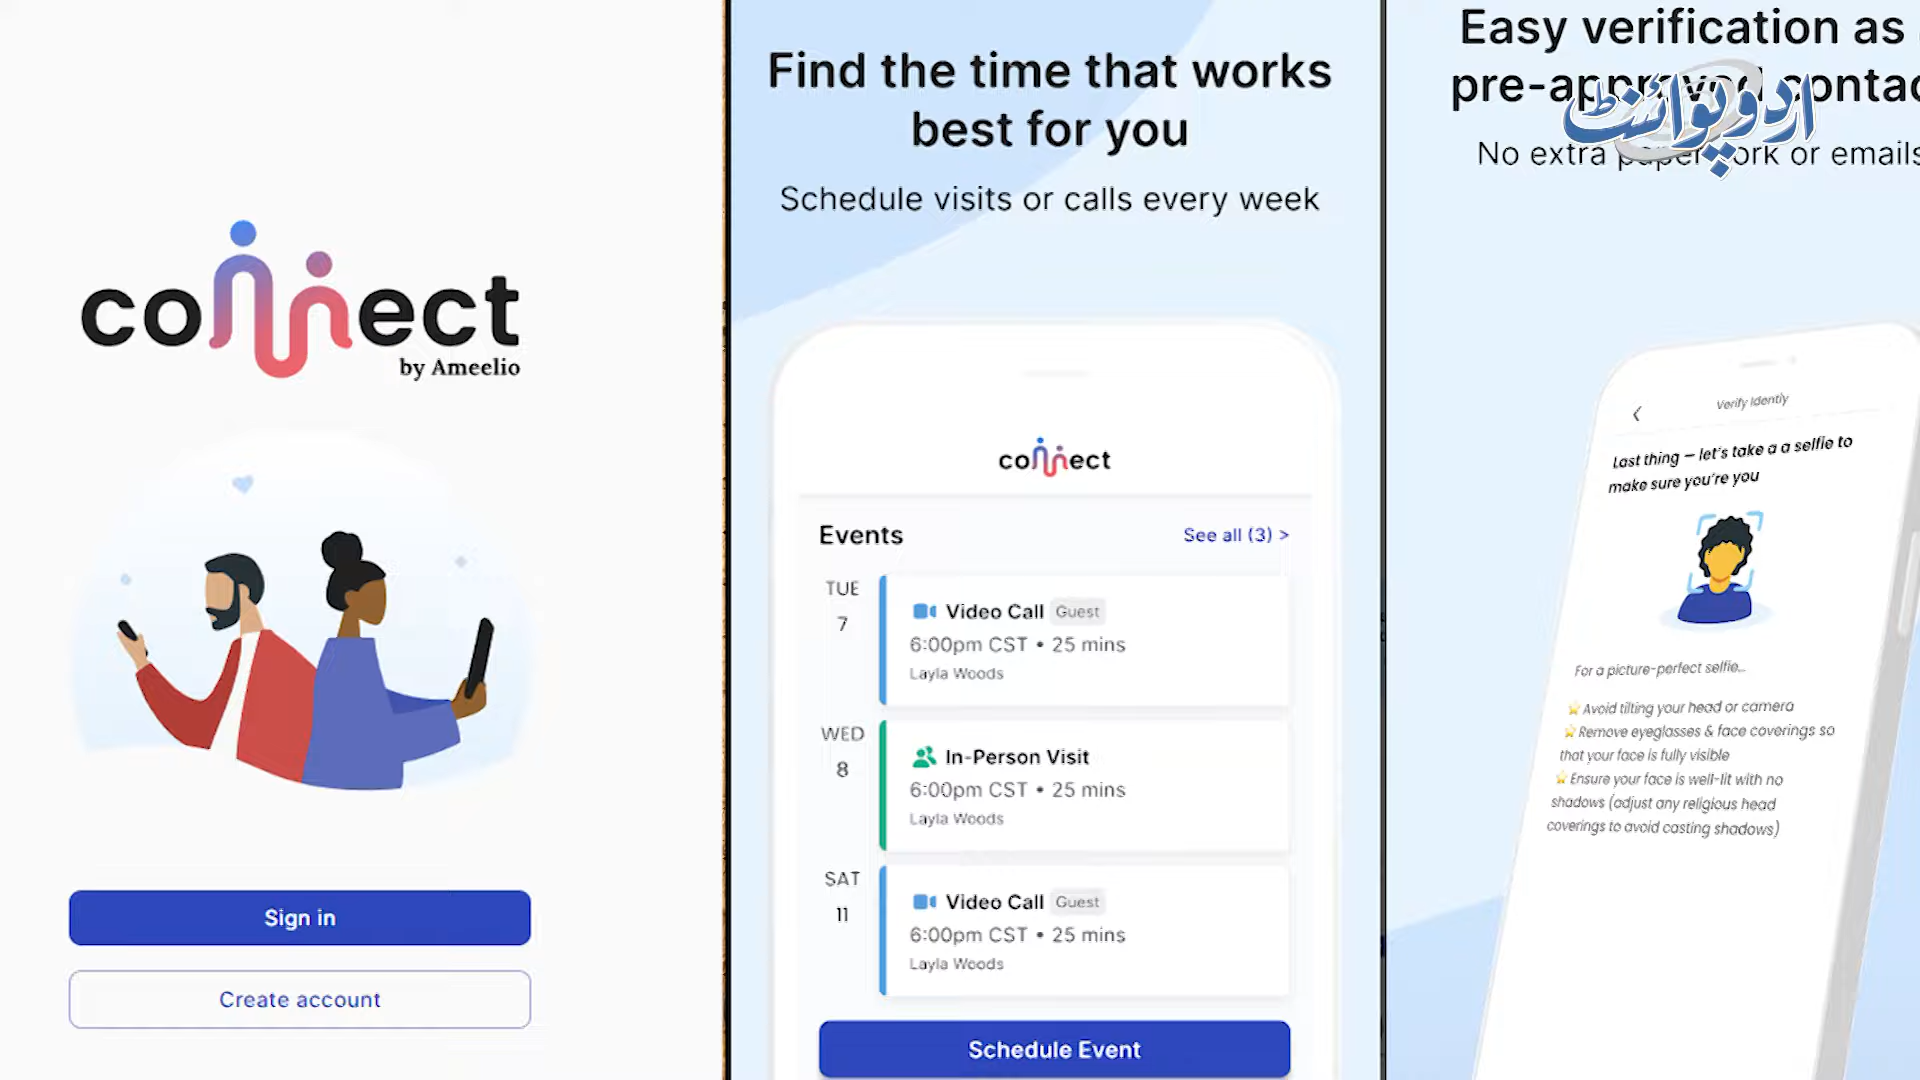 connect
by Ameelio
Sign in
Create account
Find the time that works
best for you
Schedule visits or calls every week
connect
Events
See all (3) >
TUE
7
Video Call Guest
6:00pm CST • 25 mins
Layla Woods
WED
8
In-Person Visit
6:00pm CST • 25 mins
Layla Woods
SAT
11
Video Call Guest
6:00pm CST • 25 mins
Layla Woods
Schedule Event
Easy verification as
pre-approved contac
اردو پوائنٹ
No extra paperwork or emails
Verify Identiy
Last thing – let's take a a selfie to
make sure you're you
For a picture-perfect selfie...
Avoid tilting your head or camera
Remove eyeglasses & face coverings so
that your face is fully visible
Ensure your face is well-lit with no
shadows (adjust any religious head
coverings to avoid casting shadows)